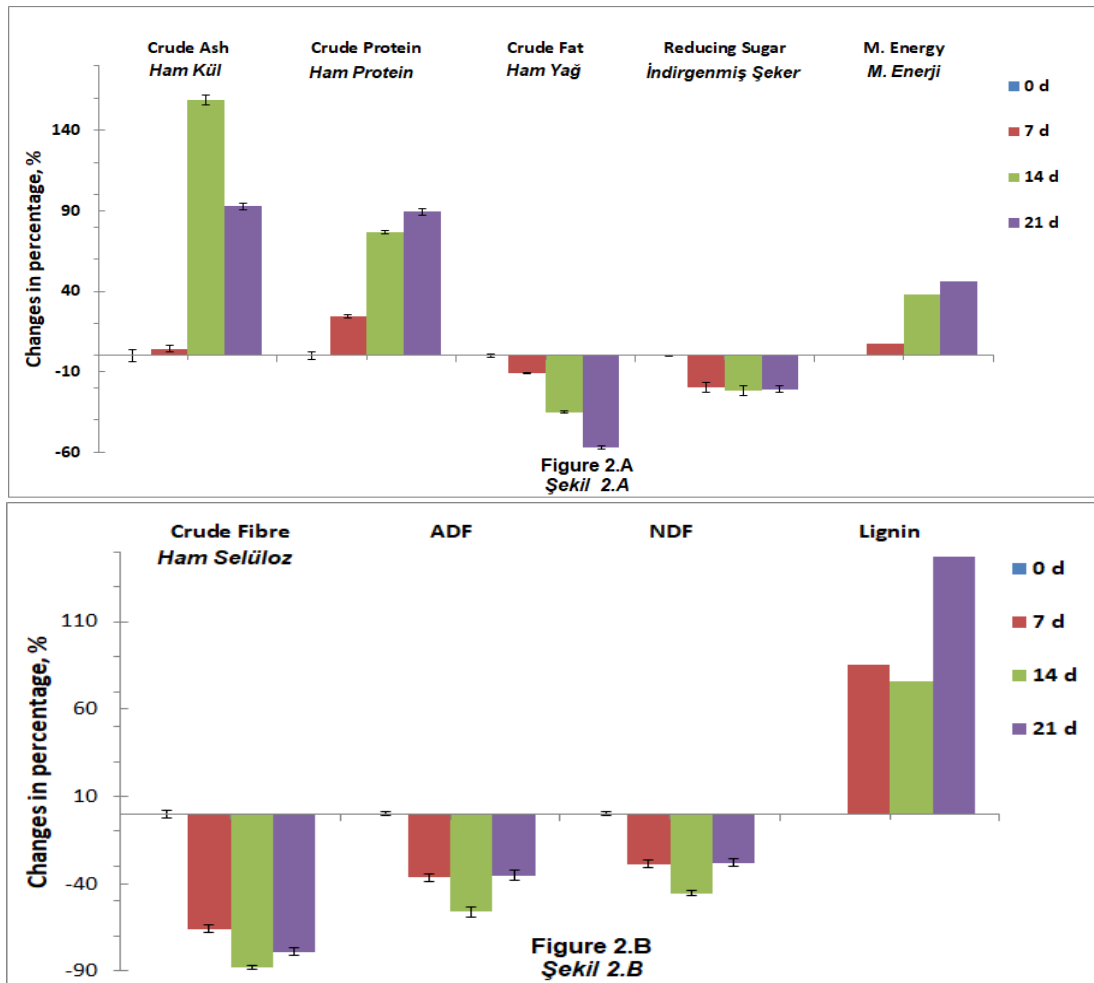 Crude Ash
Ham Kül
Crude Protein
Ham Protein
Crude Fat
Ham Yağ
Reducing Sugar
İndirgenmiş Şeker
M. Energy
M. Enerji
Changes in percentage, %
140
90
40
-10
-60
0 d
7 d
14 d
21 d
Figure 2.A
Şekil 2.A
Crude Fibre
Ham Selüloz
ADF
NDF
Lignin
Changes in percentage, %
110
60
10
-40
-90
0 d
7 d
14 d
21 d
Figure 2.B
Şekil 2.B